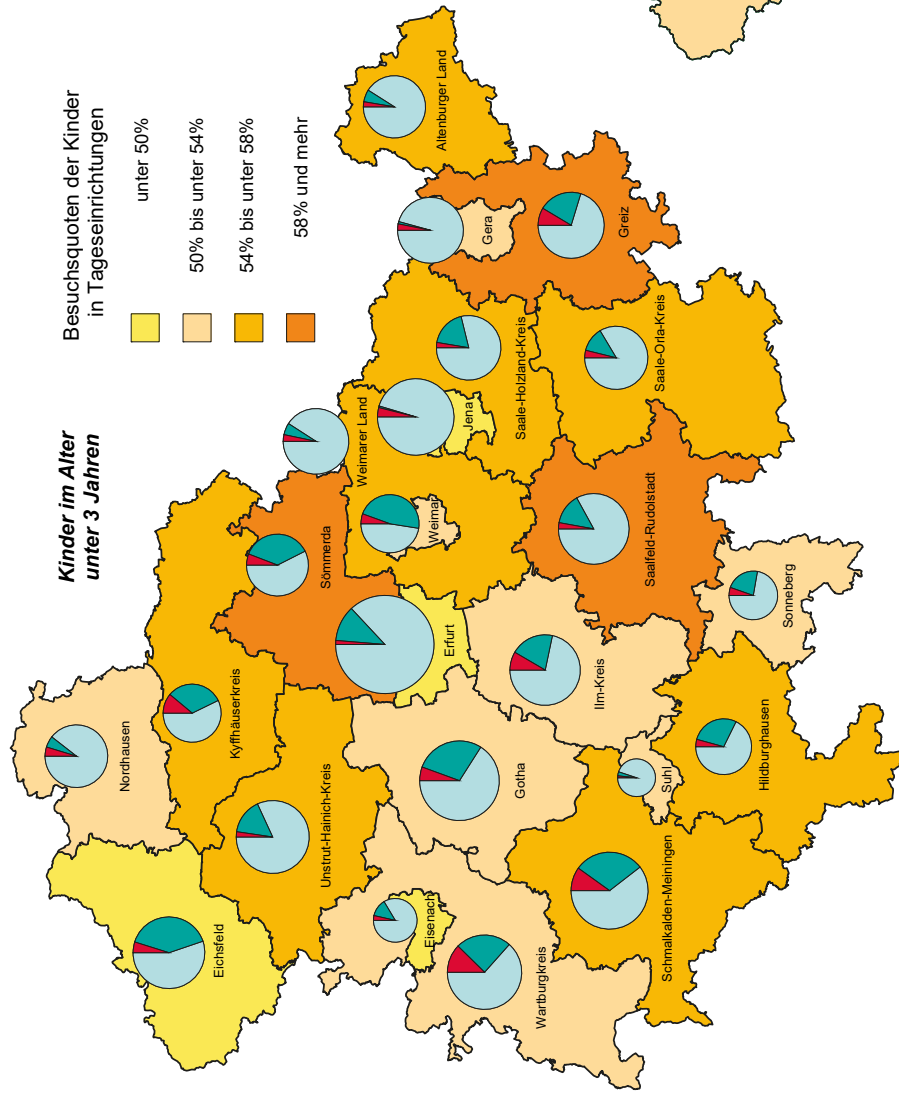 Kinder im Alter
unter 3 Jahren
Besuchsquoten der Kinder
in Tageseinrichtungen
unter 50%
50% bis unter 54%
54% bis unter 58%
58% und mehr
Altenburger Land
Gera
Greiz
Nordhausen
Kyffhäuserkreis
Sömmerda
Weimarer Land
Jena
Saale-Holzland-Kreis
Saale-Orla-Kreis
Eichsfeld
Unstrut-Hainich-Kreis
Erfurt
Weimar
Saalfeld-Rudolstadt
Eisenach
Gotha
Ilm-Kreis
Sonneberg
Wartburgkreis
Schmalkalden-Meiningen
Suhl
Hildburghausen